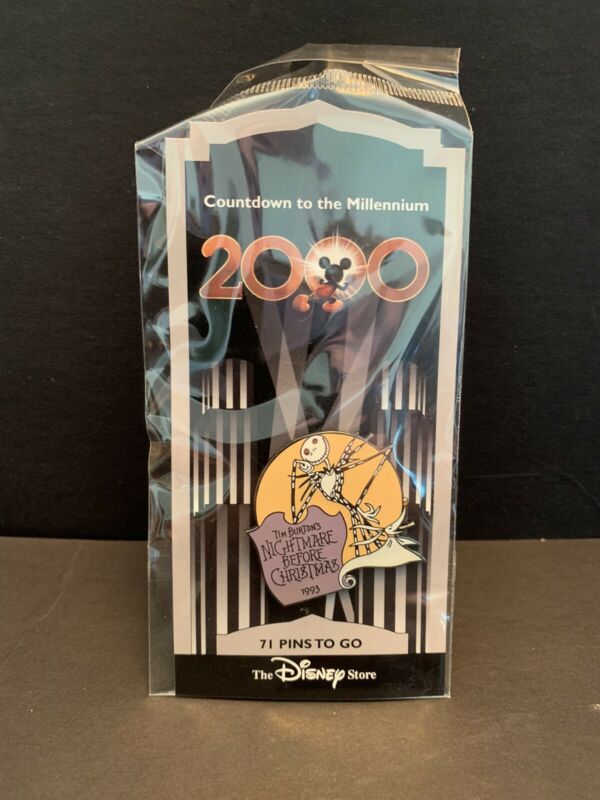 Countdown to the Millennium
2000
TIM BURTON'S
NIGHTMARE
BEFORE
CHRISTMAS
1993
71 PINS TO GO
The Disney Store